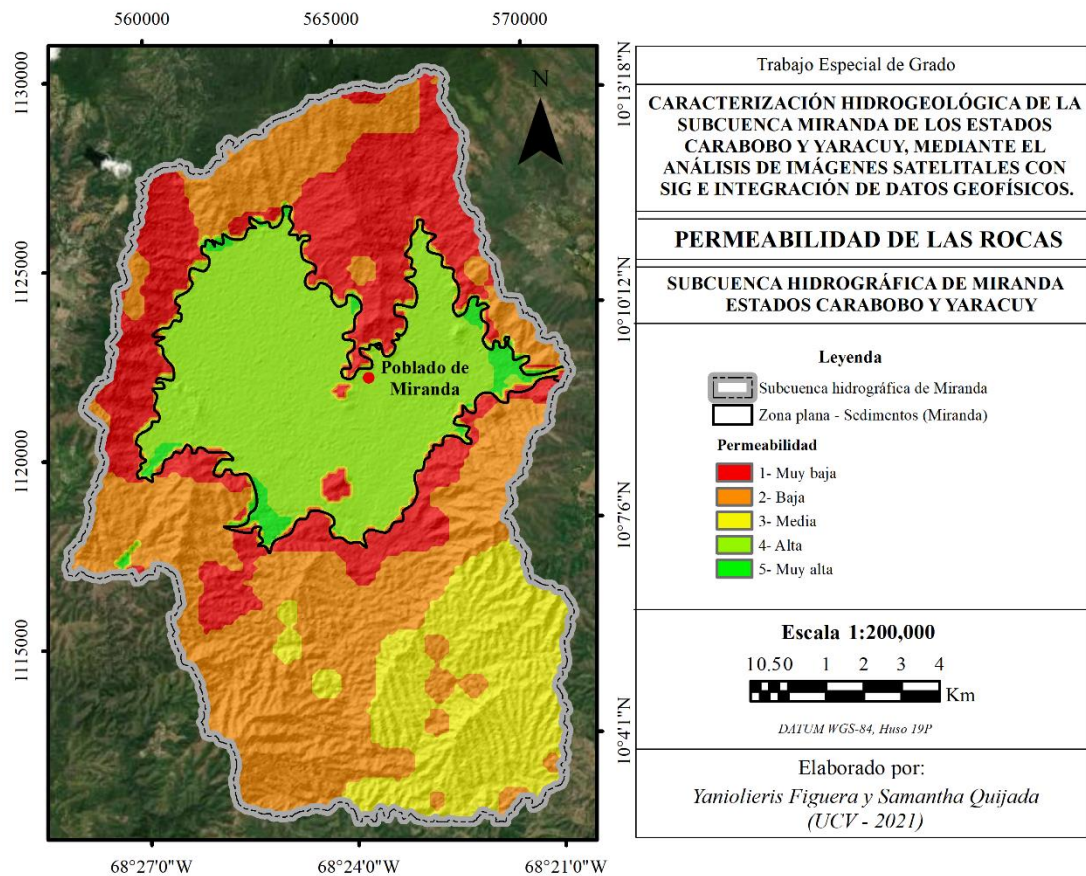 560000
565000
570000
1130000
1125000
1120000
1115000
N
Poblado de
Miranda
10°13'18"N
10°10'12"N
10°7'6"N
10°4'1"N
68°27'0"W
68°24'0"W
68°21'0"W
Trabajo Especial de Grado
CARACTERIZACIÓN HIDROGEOLÓGICA DE LA
SUBCUENCA MIRANDA DE LOS ESTADOS
CARABOBO Y YARACUY, MEDIANTE EL
ANÁLISIS DE IMÁGENES SATELITALES CON
SIG E INTEGRACIÓN DE DATOS GEOFÍSICOS.
PERMEABILIDAD DE LAS ROCAS
SUBCUENCA HIDROGRÁFICA DE MIRANDA
ESTADOS CARABOBO Y YARACUY
Leyenda
Subcuenca hidrográfica de Miranda
Zona plana - Sedimentos (Miranda)
Permeabilidad
1- Muy baja
2- Baja
3- Media
4- Alta
5- Muy alta
Escala 1:200,000
10.50 1 2 3 4
Km
DATUM WGS-84, Huso 19P
Elaborado por:
Yaniolieris Figuera y Samantha Quijada
(UCV - 2021)